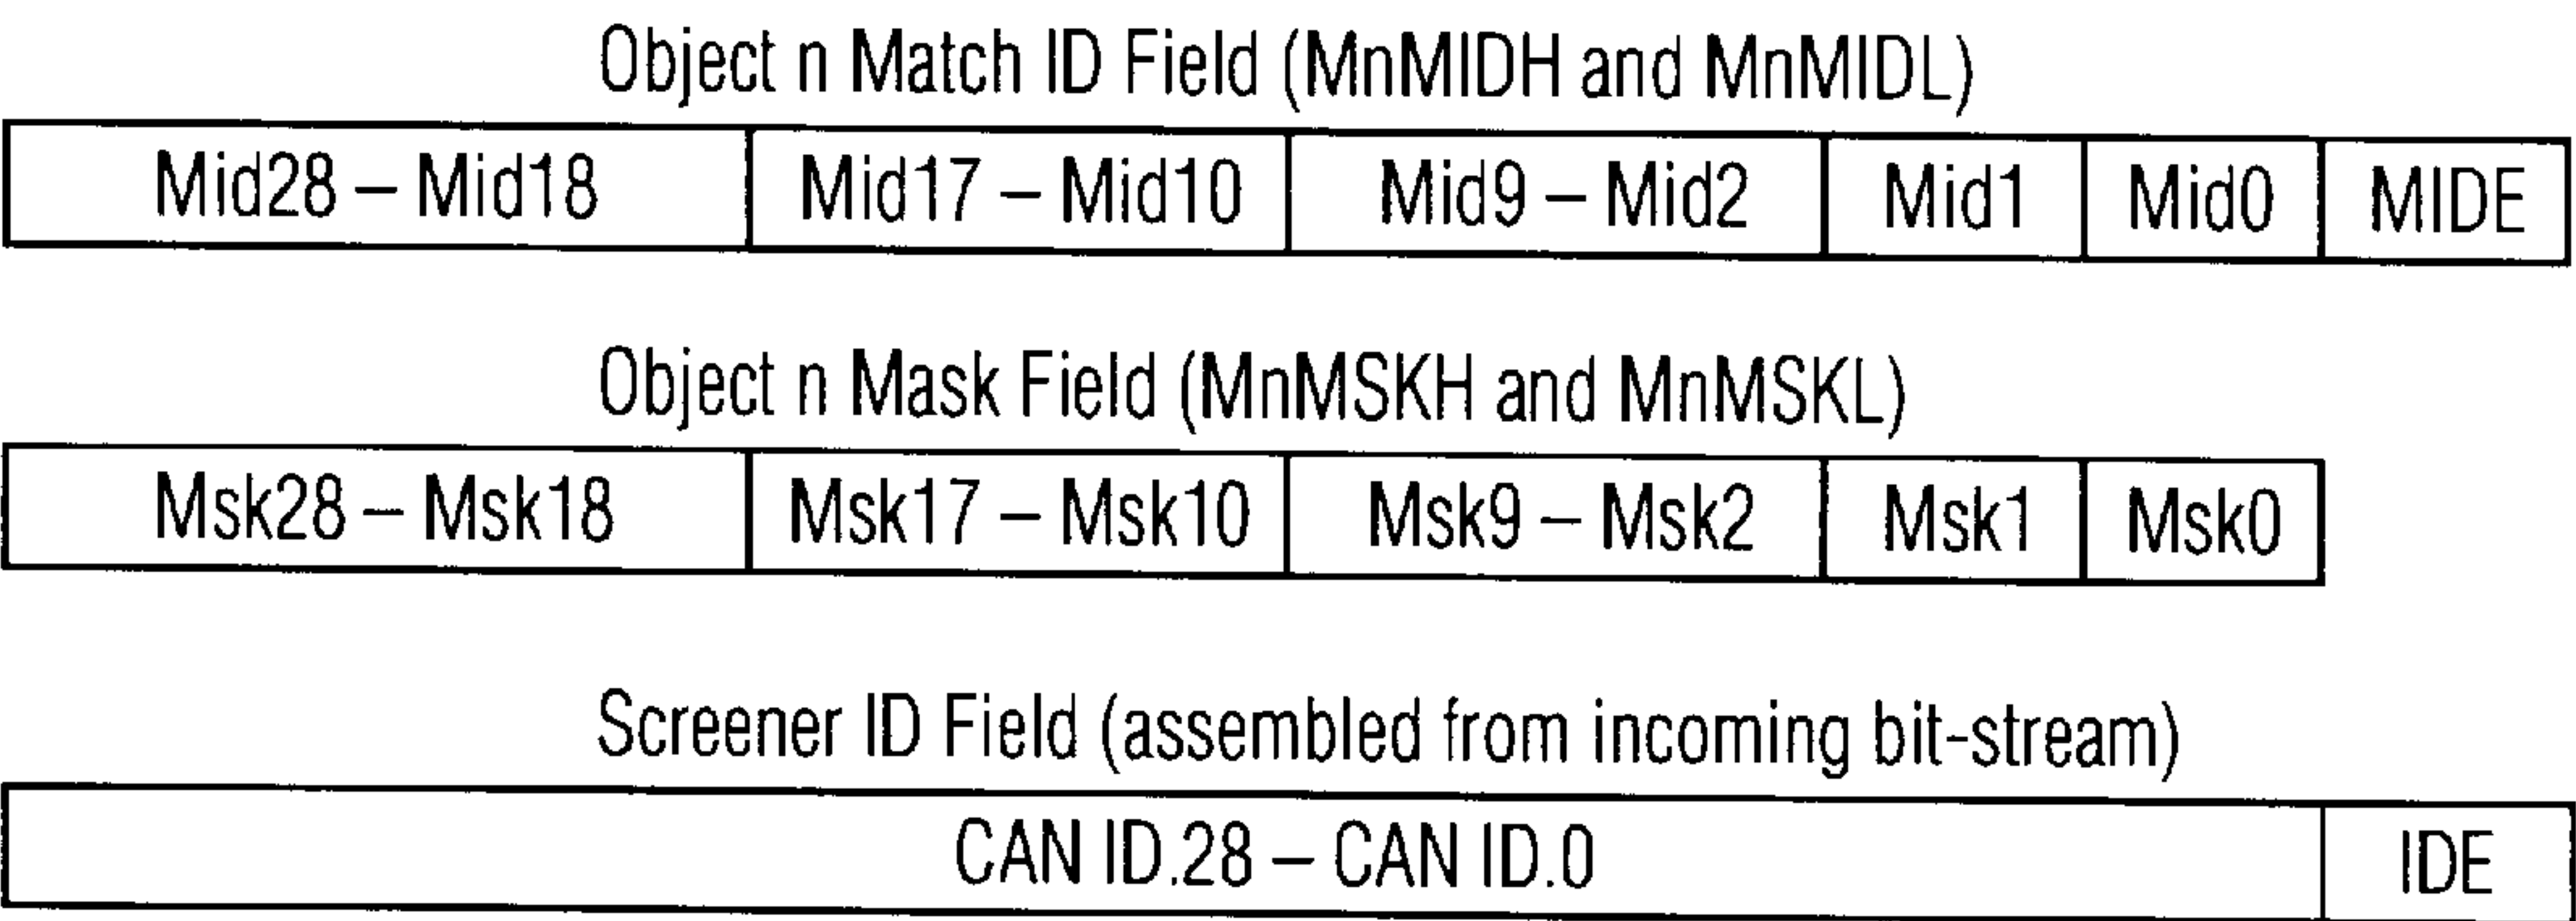 Object n Match ID Field (MnMIDH and MnMIDL)
Mid28 – Mid18 Mid17 – Mid10 Mid9 – Mid2 Mid1 Mid0 MIDE
Object n Mask Field (MnMSKH and MnMSKL)
Msk28 – Msk18 Msk17 – Msk10 Msk9 – Msk2 Msk1 Msk0
Screener ID Field (assembled from incoming bit-stream)
CAN ID.28 – CAN ID.0 IDE